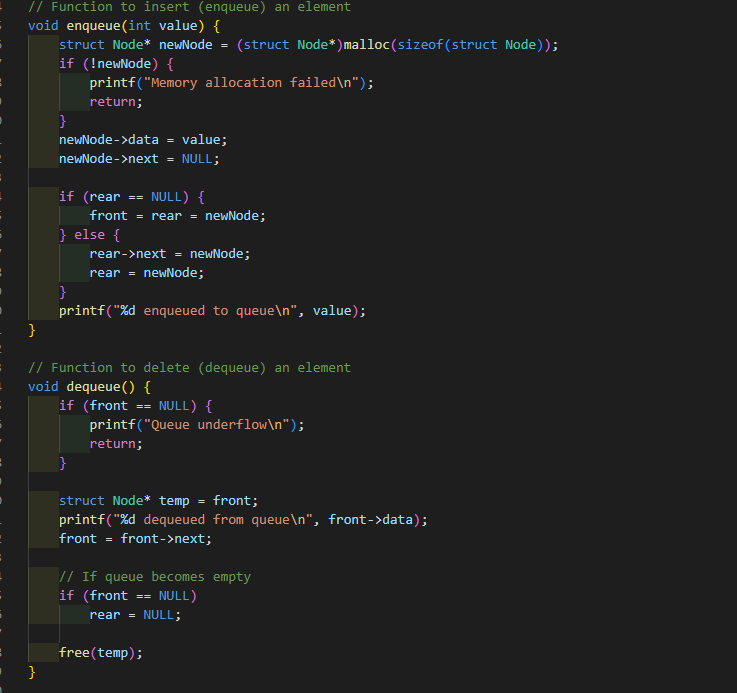 // Function to insert (enqueue) an element
void enqueue(int value) {
    struct Node* newNode = (struct Node*)malloc(sizeof(struct Node));
    if (!newNode) {
        printf("Memory allocation failed\n");
        return;
    }
    newNode->data = value;
    newNode->next = NULL;

    if (rear == NULL) {
        front = rear = newNode;
    } else {
        rear->next = newNode;
        rear = newNode;
    }
    printf("%d enqueued to queue\n", value);
}

// Function to delete (dequeue) an element
void dequeue() {
    if (front == NULL) {
        printf("Queue underflow\n");
        return;
    }

    struct Node* temp = front;
    printf("%d dequeued from queue\n", front->data);
    front = front->next;

    // If queue becomes empty
    if (front == NULL)
        rear = NULL;

    free(temp);
}